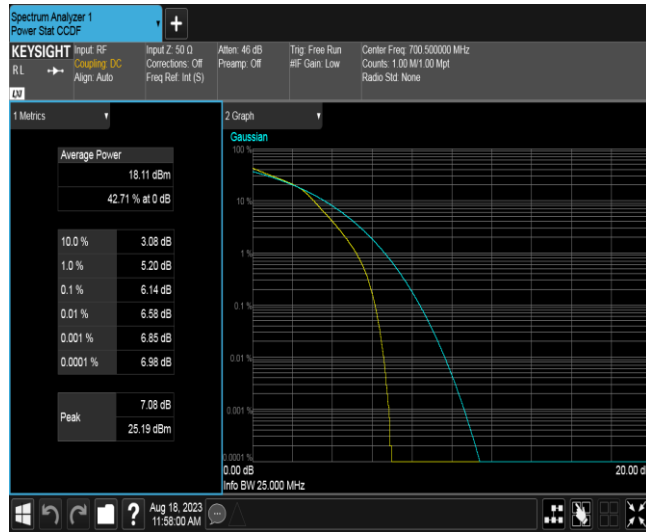 Spectrum Analyzer 1
Power Stat CCDF
+
KEYSIGHT
RL
LXI
Input: RF
Coupling: DC
Align: Auto
Input Z: 50 Ω
Corrections: Off
Freq Ref: Int (S)
Atten: 46 dB
Preamp: Off
Trig: Free Run
#IF Gain: Low
Center Freq: 700.500000 MHz
Counts: 1.00 M/1.00 Mpt
Radio Std: None
1 Metrics
Average Power
18.11 dBm
42.71 % at 0 dB
10.0 % 3.08 dB
1.0 % 5.20 dB
0.1 % 6.14 dB
0.01 % 6.58 dB
0.001 % 6.85 dB
0.0001 % 6.98 dB
Peak
7.08 dB
25.19 dBm
2 Graph
Gaussian
100 %
10 %
1 %
0.1 %
0.01 %
0.001 %
0.0001 %
0.00 dB
20.00 d
Info BW 25.000 MHz
?
Aug 18, 2023
11:58:00 AM